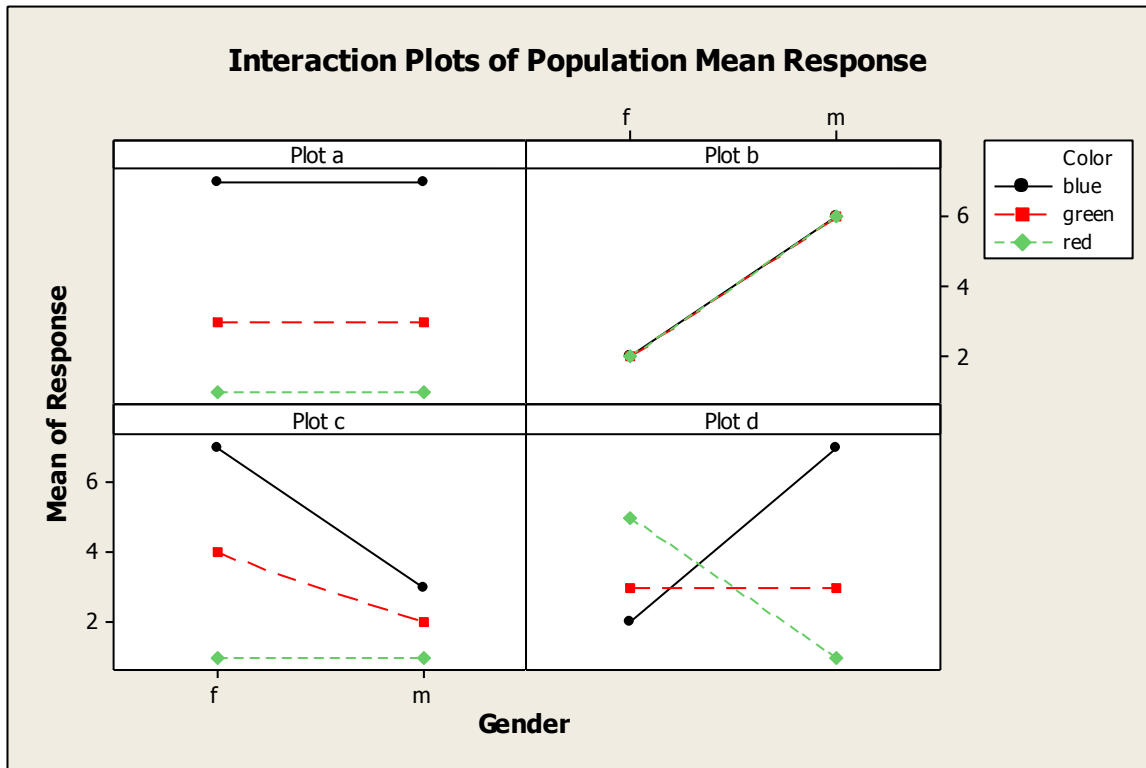 Interaction Plots of Population Mean Response
f m
Plot a Plot b
Color
blue
green
red
6
4
2
Mean of Response
Plot c Plot d
6
4
2
f m
Gender